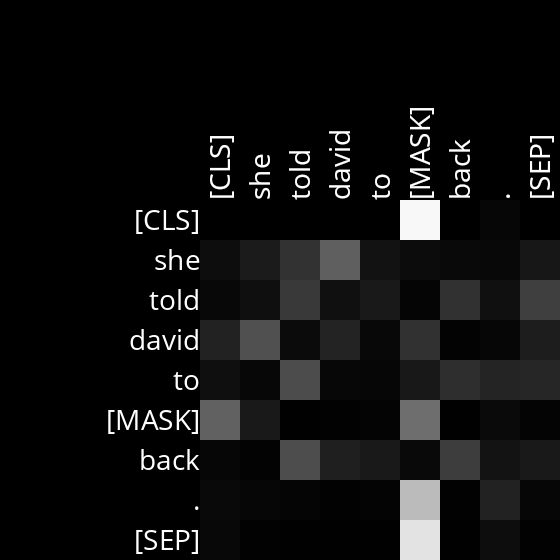 [CLS] she told david to [MASK] back . [SEP]
[CLS]
she
told
david
to
[MASK]
back
.
[SEP]